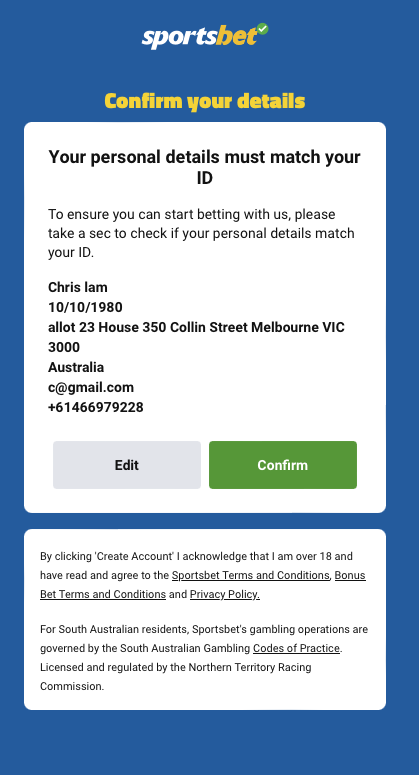 sportsbet
Confirm your details
Your personal details must match your
ID
To ensure you can start betting with us, please
take a sec to check if your personal details match
your ID.
Chris lam
10/10/1980
allot 23 House 350 Collin Street Melbourne VIC
3000
Australia
c@gmail.com
+61466979228
Edit
Confirm
By clicking 'Create Account' I acknowledge that I am over 18 and
have read and agree to the Sportsbet Terms and Conditions, Bonus
Bet Terms and Conditions and Privacy Policy.
For South Australian residents, Sportsbet's gambling operations are
governed by the South Australian Gambling Codes of Practice.
Licensed and regulated by the Northern Territory Racing
Commission.